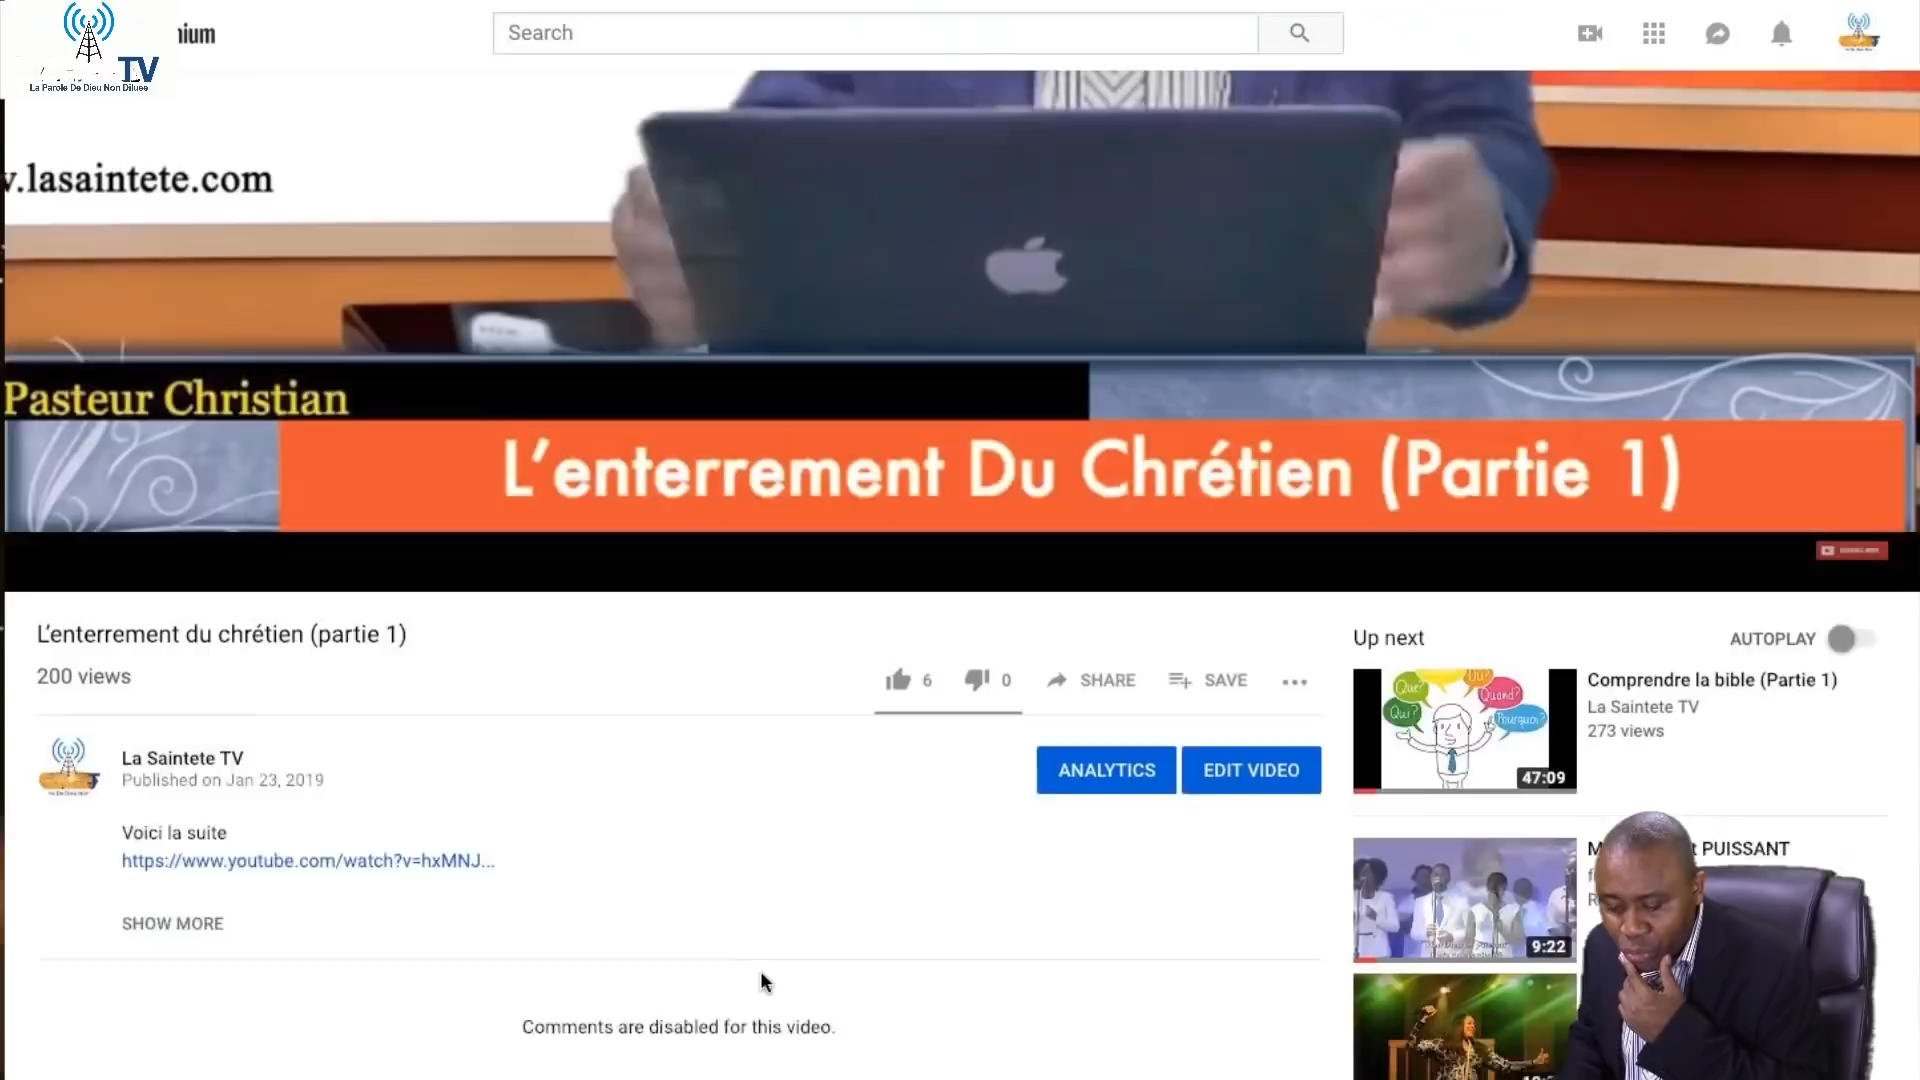 TV
La Parole De Dieu Non Diluee
nium
Search
v.lasaintete.com
Pasteur Christian
L'enterrement Du Chrétien (Partie 1)
L'enterrement du chrétien (partie 1)
200 views
6
0
SHARE
SAVE
La Saintete TV
Published on Jan 23, 2019
ANALYTICS
EDIT VIDEO
Voici la suite
https://www.youtube.com/watch?v=hxMNJ...
SHOW MORE
Comments are disabled for this video.
Up next
AUTOPLAY
Que?
Où?
Quand?
Qui?
Pourquoi?
47:09
Comprendre la bible (Partie 1)
La Saintete TV
273 views
9:22
M
t PUISSANT